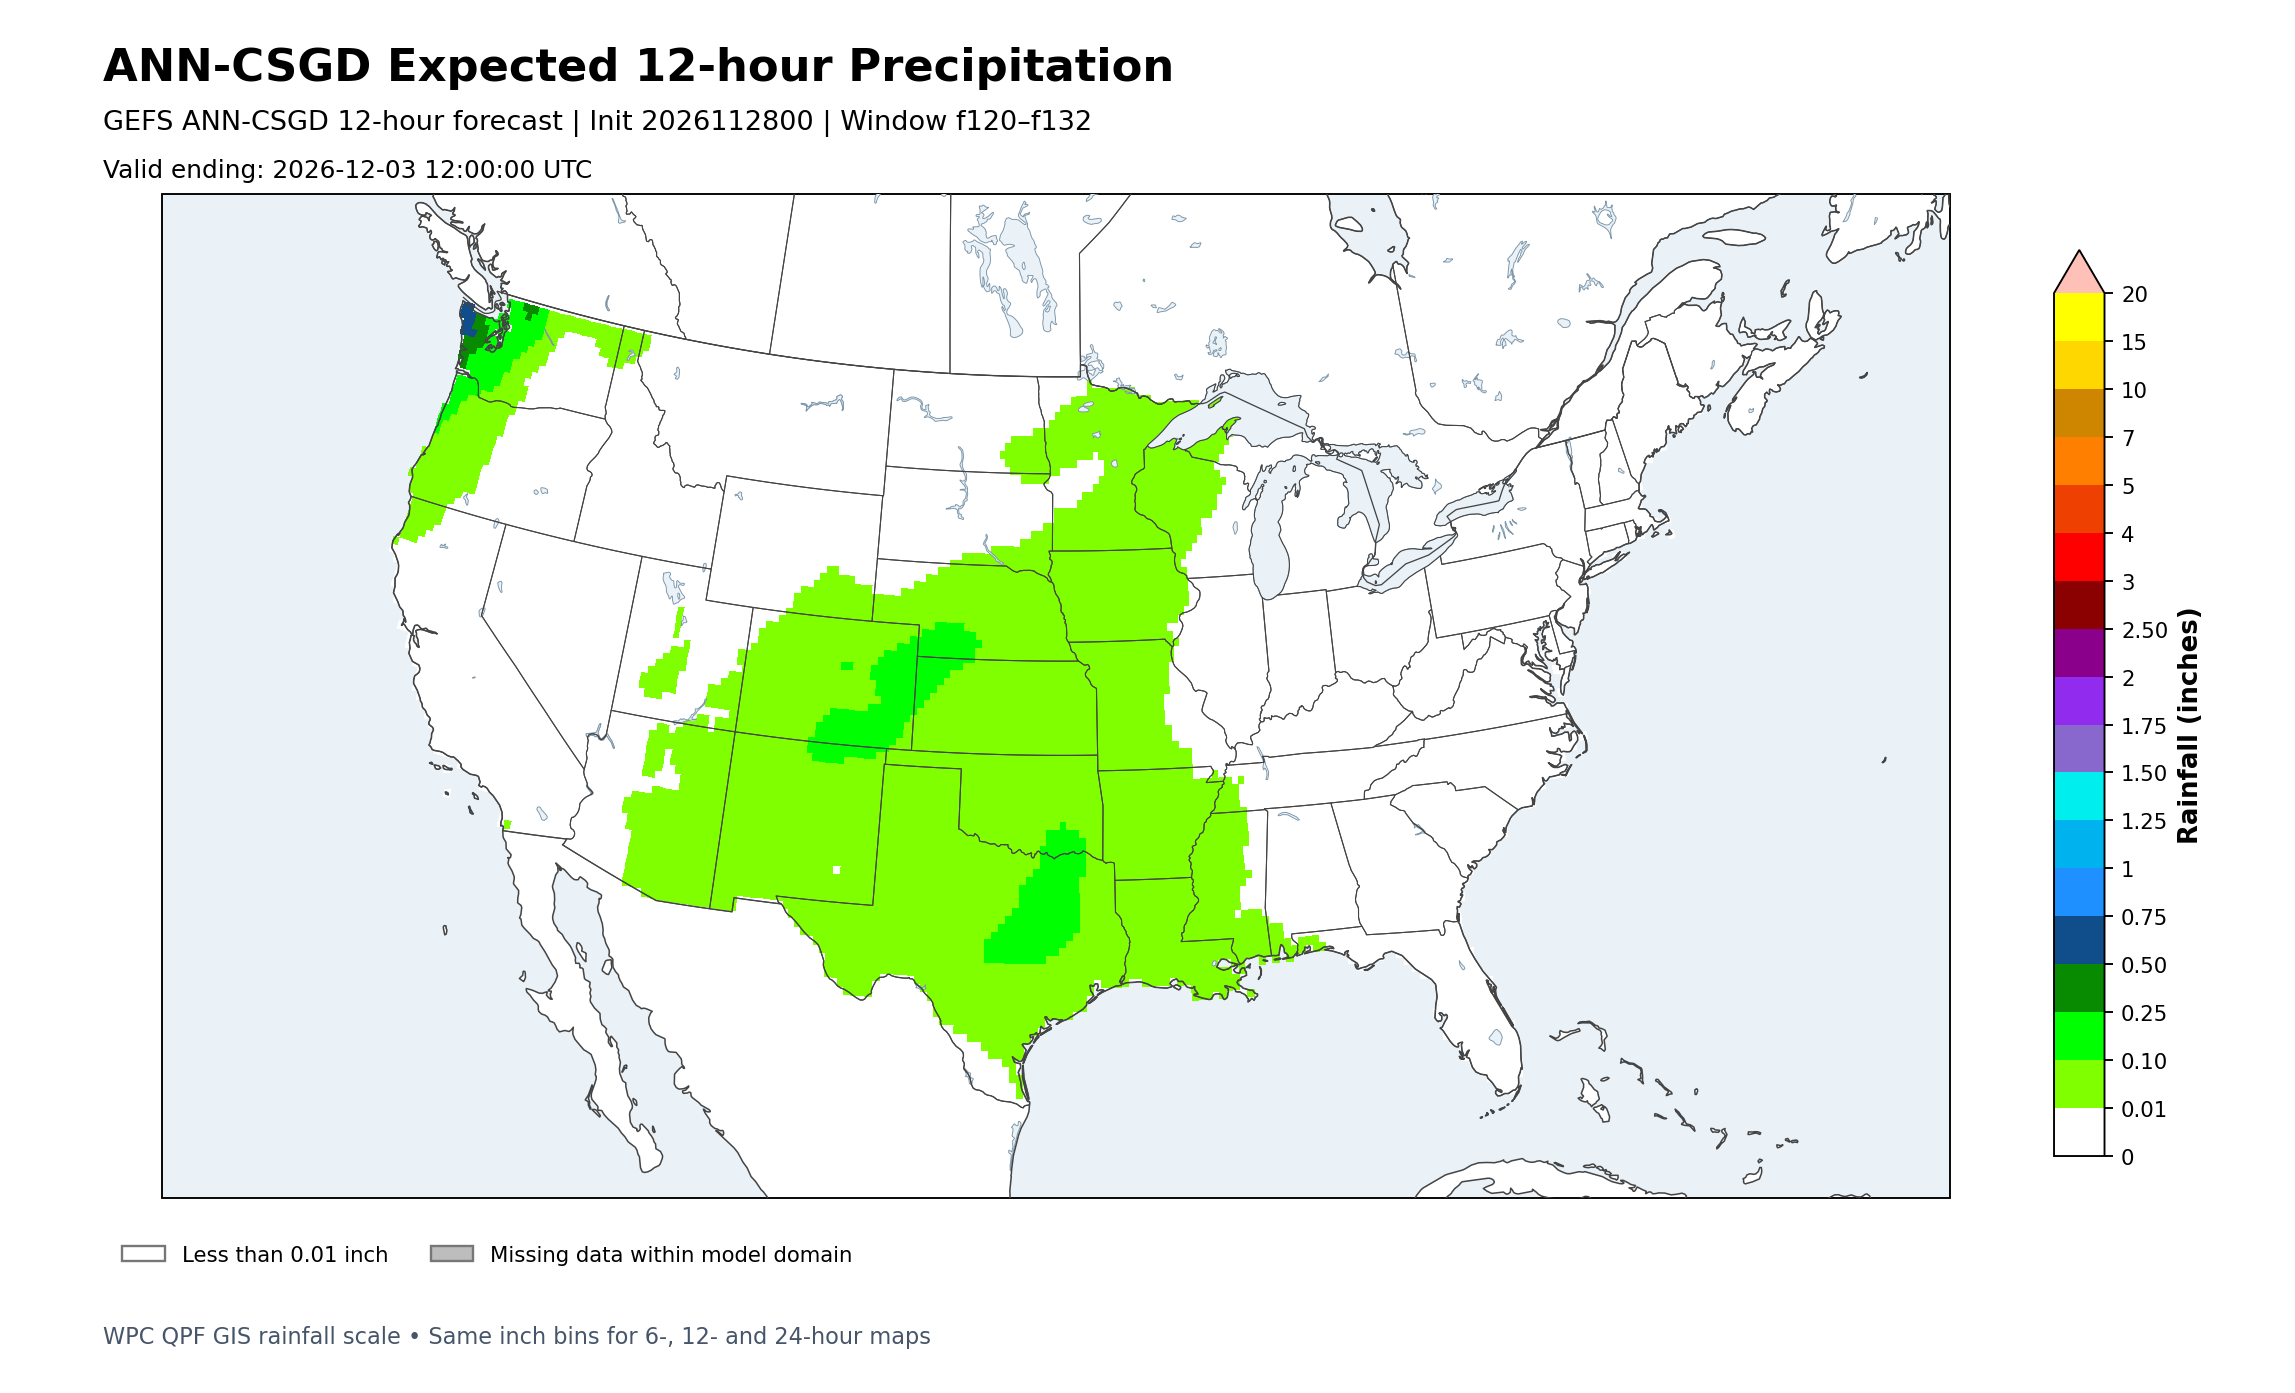 ANN-CSGD Expected 12-hour Precipitation
GEFS ANN-CSGD 12-hour forecast | Init 2026112800 | Window f120–f132
Valid ending: 2026-12-03 12:00:00 UTC
20
15
10
7
5
4
3
2.50
2
1.75
1.50
1.25
1
0.75
0.50
0.25
0.10
0.01
0
Rainfall (inches)
Less than 0.01 inch
Missing data within model domain
WPC QPF GIS rainfall scale • Same inch bins for 6-, 12- and 24-hour maps